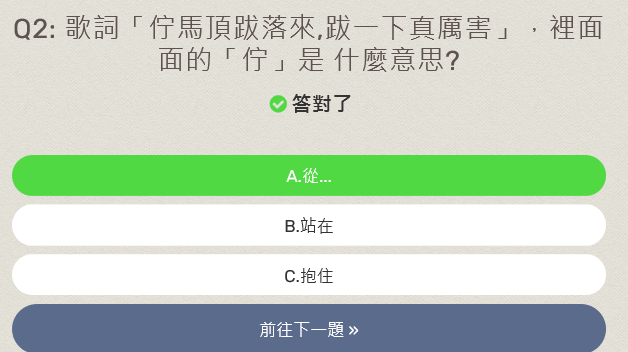 Q2: 歌詞「佇馬頂跋落來,跋一下真厲害」，裡面
面的「佇」是 什麼意思?
答對了
A.從...
B.站在
C.抱住
前往下一題 »